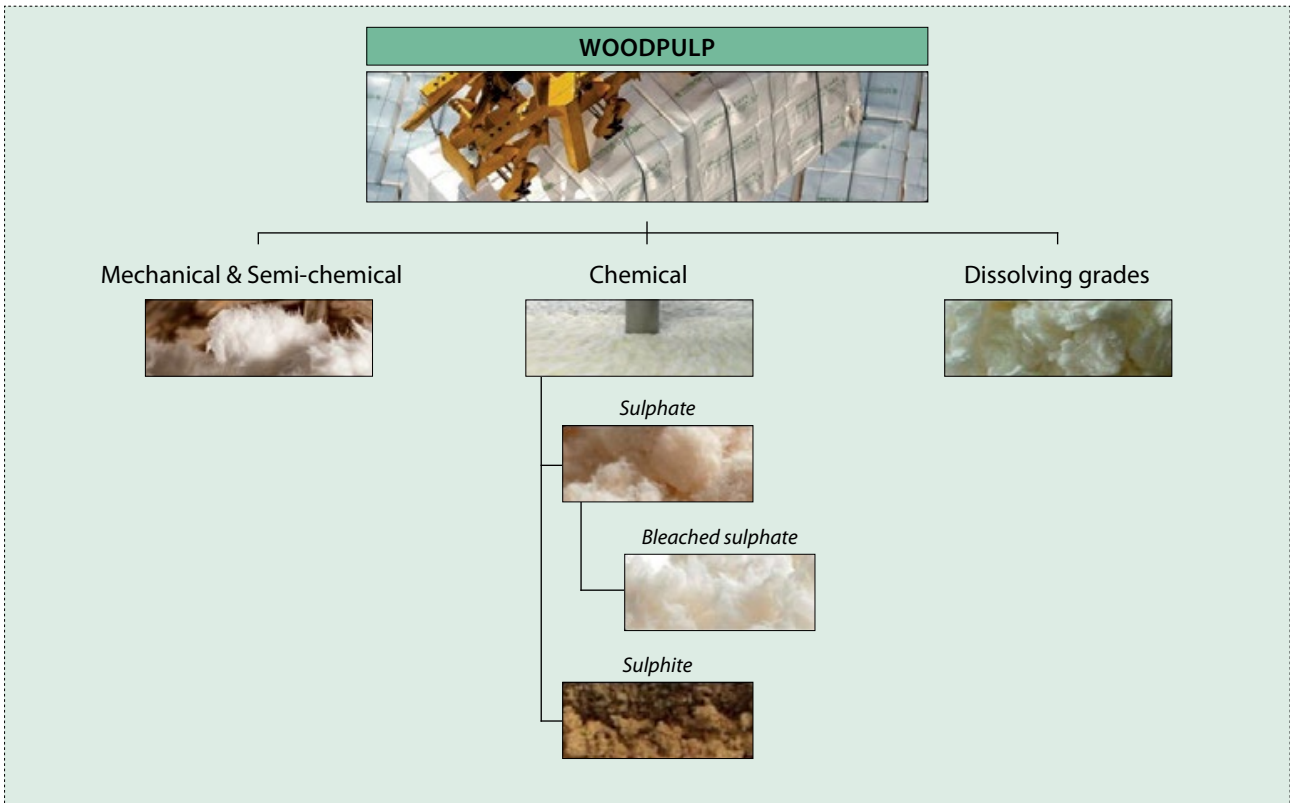 WOODPULP
Mechanical & Semi-chemical
Chemical
Dissolving grades
Sulphate
Bleached sulphate
Sulphite